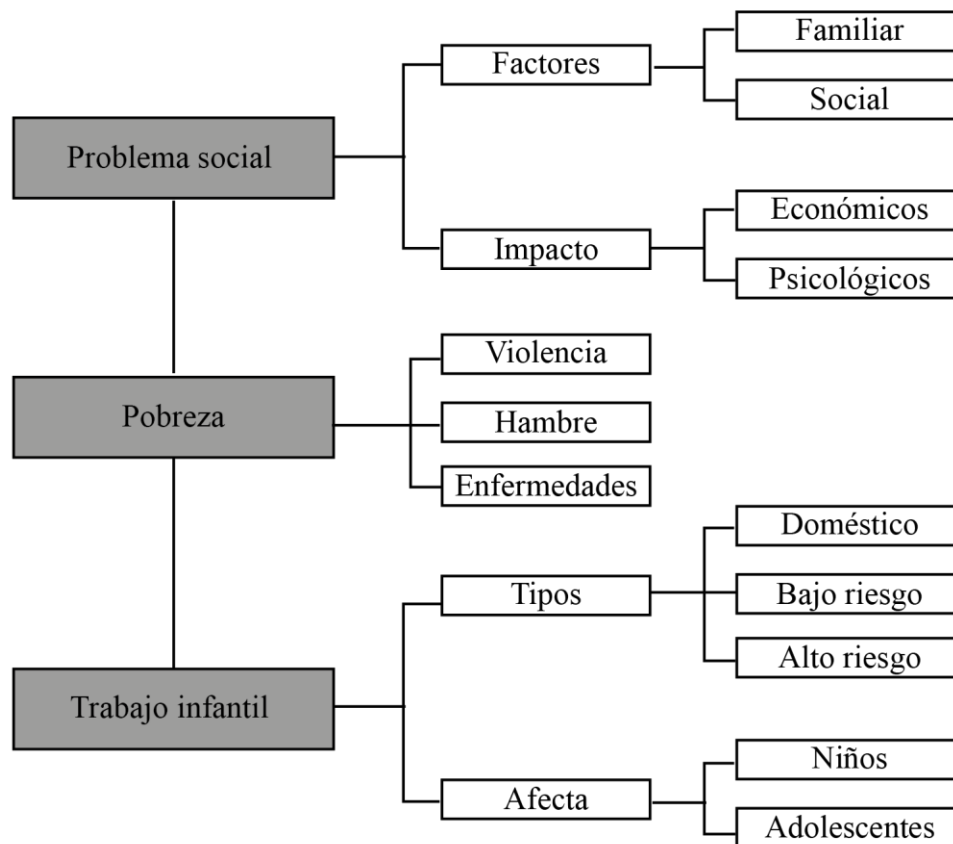 Problema social
Factores
Familiar
Social
Impacto
Económicos
Psicológicos
Pobreza
Violencia
Hambre
Enfermedades
Trabajo infantil
Tipos
Doméstico
Bajo riesgo
Alto riesgo
Afecta
Niños
Adolescentes